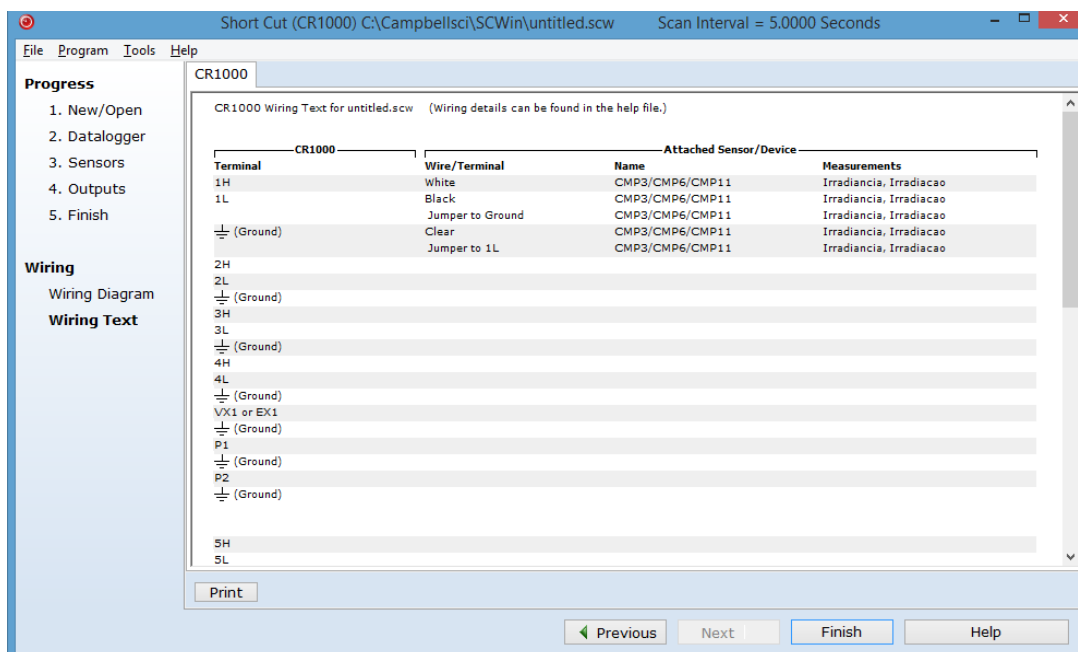 Short Cut (CR1000) C:\Campbellsci\SCWin\untitled.scw Scan Interval = 5.0000 Seconds
File Program Tools Help
Progress
1. New/Open
2. Datalogger
3. Sensors
4. Outputs
5. Finish
Wiring
Wiring Diagram
Wiring Text
CR1000
CR1000 Wiring Text for untitled.scw (Wiring details can be found in the help file.)
CR1000 Attached Sensor/Device
Terminal Wire/Terminal Name Measurements
1H White CMP3/CMP6/CMP11 Irradiancia, Irradiacao
1L Black CMP3/CMP6/CMP11 Irradiancia, Irradiacao
Jumper to Ground CMP3/CMP6/CMP11 Irradiancia, Irradiacao
(Ground) Clear CMP3/CMP6/CMP11 Irradiancia, Irradiacao
Jumper to 1L CMP3/CMP6/CMP11 Irradiancia, Irradiacao
2H
2L
(Ground)
3H
3L
(Ground)
4H
4L
(Ground)
VX1 or EX1
(Ground)
P1
(Ground)
P2
(Ground)
5H
5L
Print
Previous Next Finish Help